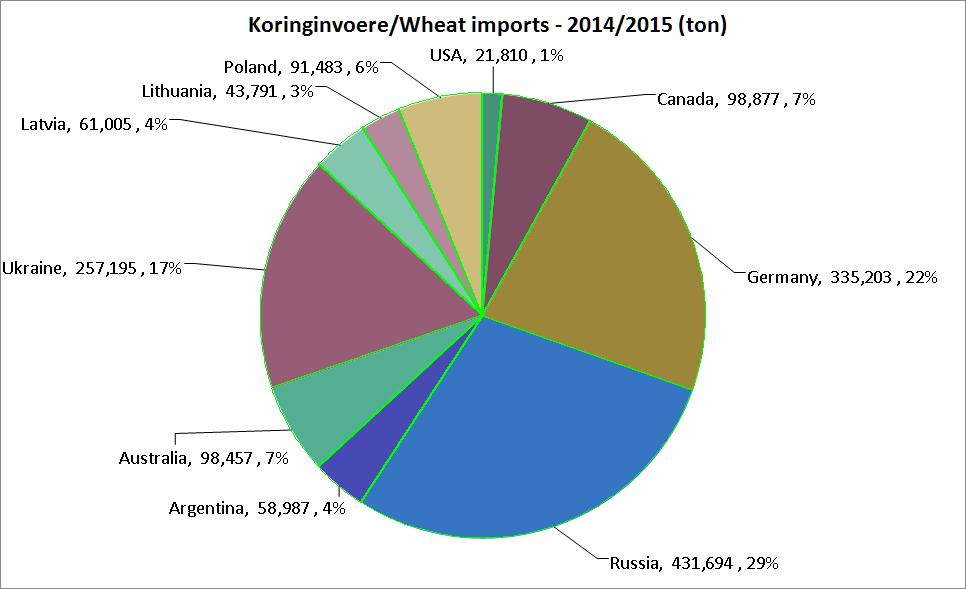 Koringinvoere/Wheat imports - 2014/2015 (ton)
USA, 21,810 , 1%
Poland, 91,483 , 6%
Lithuania, 43,791 , 3%
Canada, 98,877 , 7%
Latvia, 61,005 , 4%
Ukraine, 257,195 , 17%
Germany, 335,203 , 22%
Australia, 98,457 , 7%
Argentina, 58,987 , 4%
Russia, 431,694 , 29%